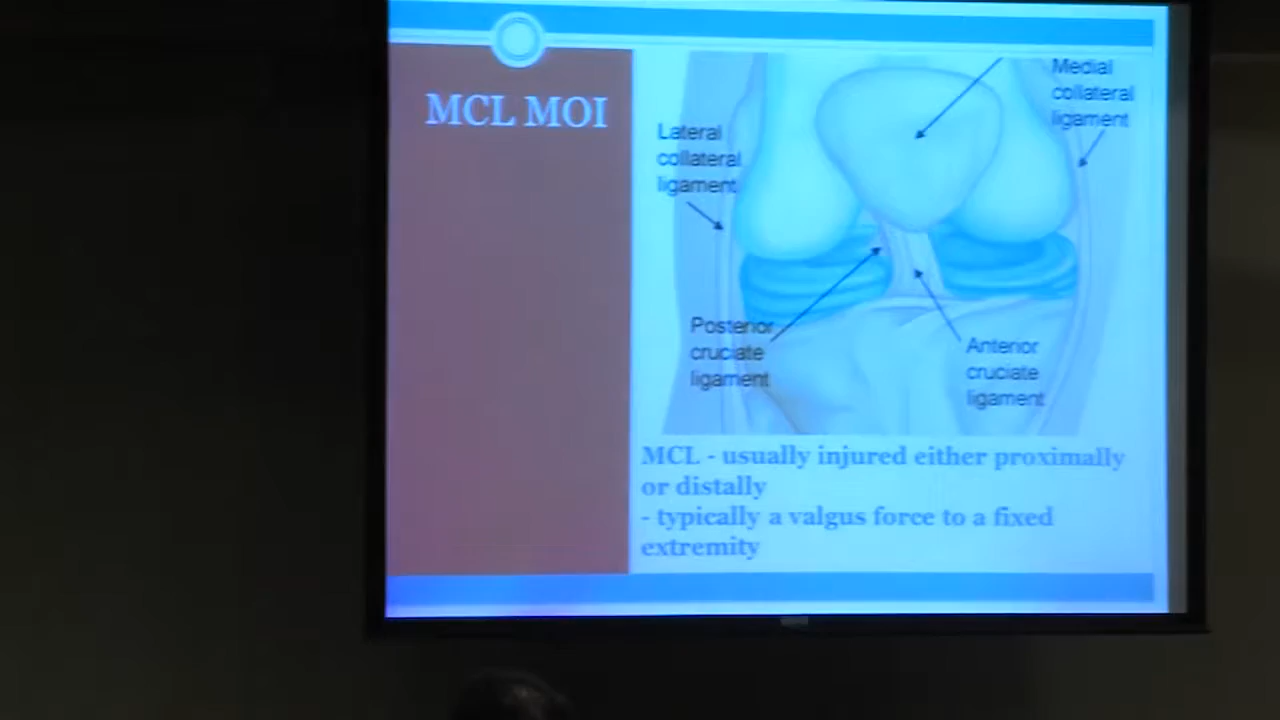 MCL MOI
Lateral
collateral
ligament
Medial
collateral
ligament
Posterior
cruciate
ligament
Anterior
cruciate
ligament
MCL - usually injured either proximally
or distally
- typically a valgus force to a fixed
extremity